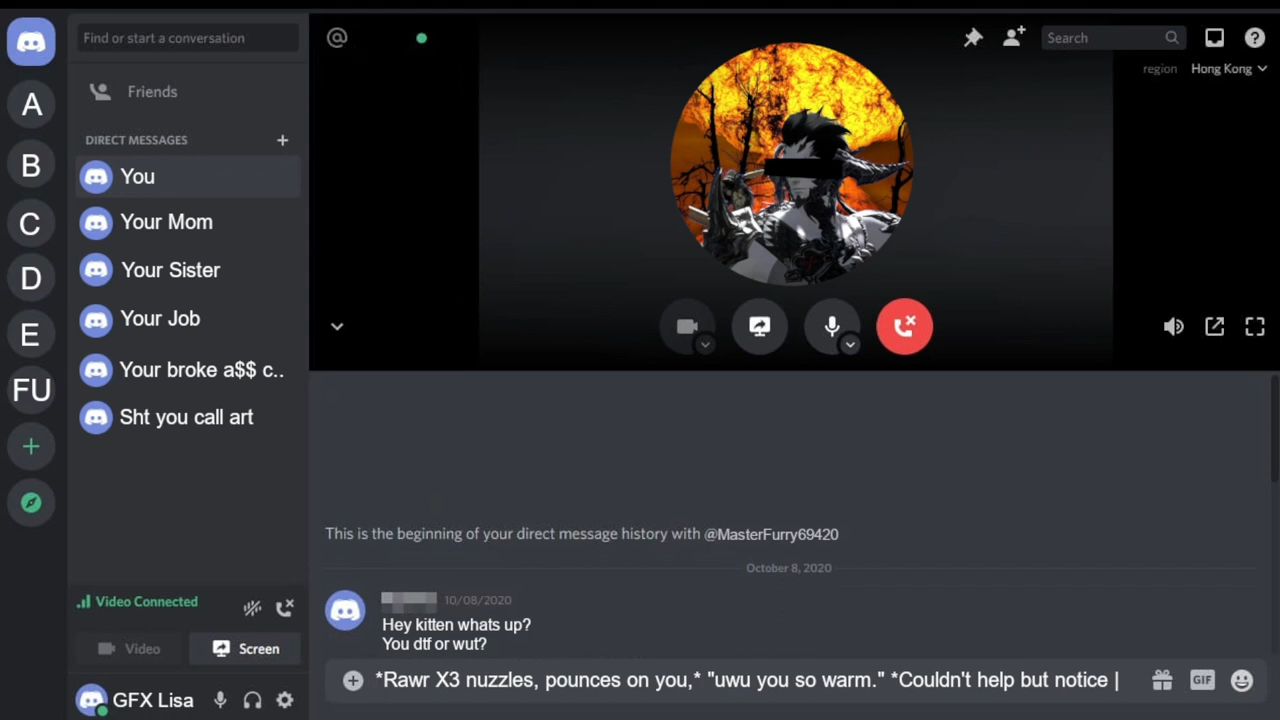 Find or start a conversation
Friends
DIRECT MESSAGES
You
Your Mom
Your Sister
Your Job
Your broke a$$ c..
Sht you call art
A
B
C
D
E
FU
Video Connected
Video
Screen
GFX Lisa
@
Search
region
Hong Kong
This is the beginning of your direct message history with @MasterFurry69420
October 8, 2020
10/08/2020
Hey kitten whats up?
You dtf or wut?
*Rawr X3 nuzzles, pounces on you,* "uwu you so warm." *Couldn't help but notice |
GIF